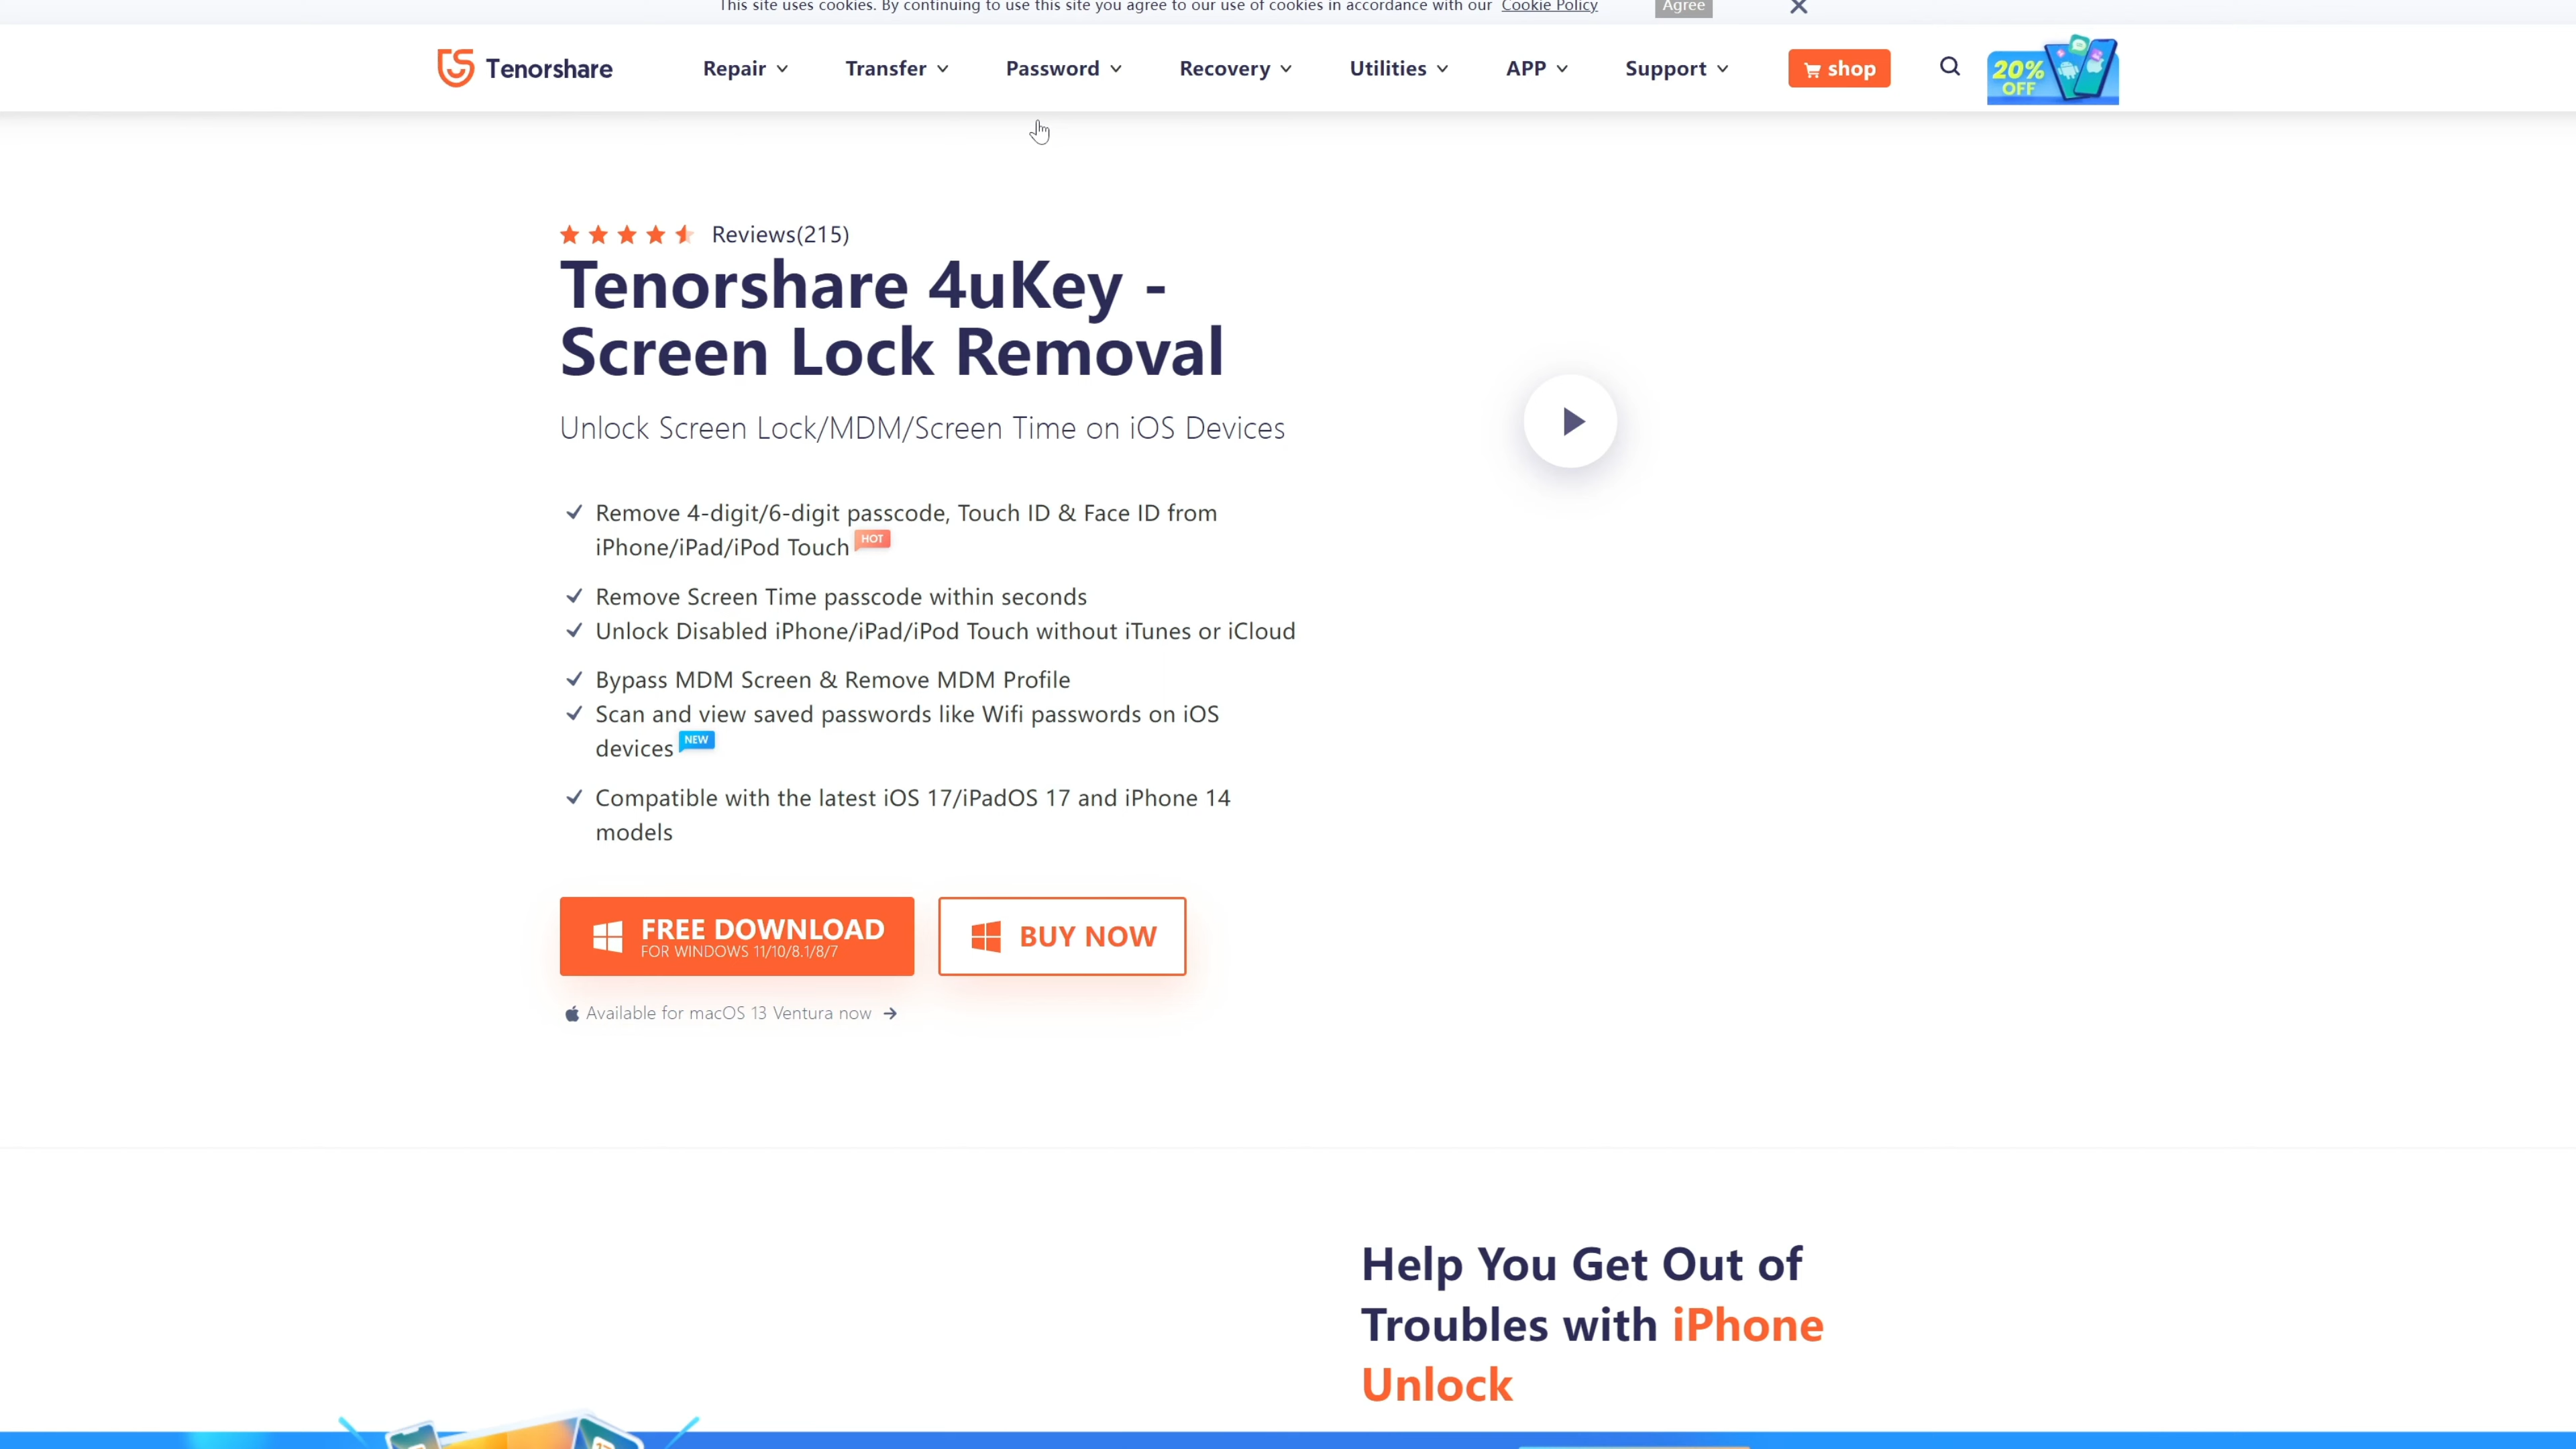 This site uses cookies. By continuing to use this site you agree to our use of cookies in accordance with our Cookie Policy Agree
Tenorshare Repair Transfer Password Recovery Utilities APP Support shop 20% OFF
Reviews(215)
Tenorshare 4uKey -
Screen Lock Removal
Unlock Screen Lock/MDM/Screen Time on iOS Devices
Remove 4-digit/6-digit passcode, Touch ID & Face ID from
iPhone/iPad/iPod Touch HOT
Remove Screen Time passcode within seconds
Unlock Disabled iPhone/iPad/iPod Touch without iTunes or iCloud
Bypass MDM Screen & Remove MDM Profile
Scan and view saved passwords like Wifi passwords on iOS
devices NEW
Compatible with the latest iOS 17/iPadOS 17 and iPhone 14
models
FREE DOWNLOAD
FOR WINDOWS 11/10/8.1/8/7
BUY NOW
Available for macOS 13 Ventura now
Help You Get Out of
Troubles with iPhone
Unlock